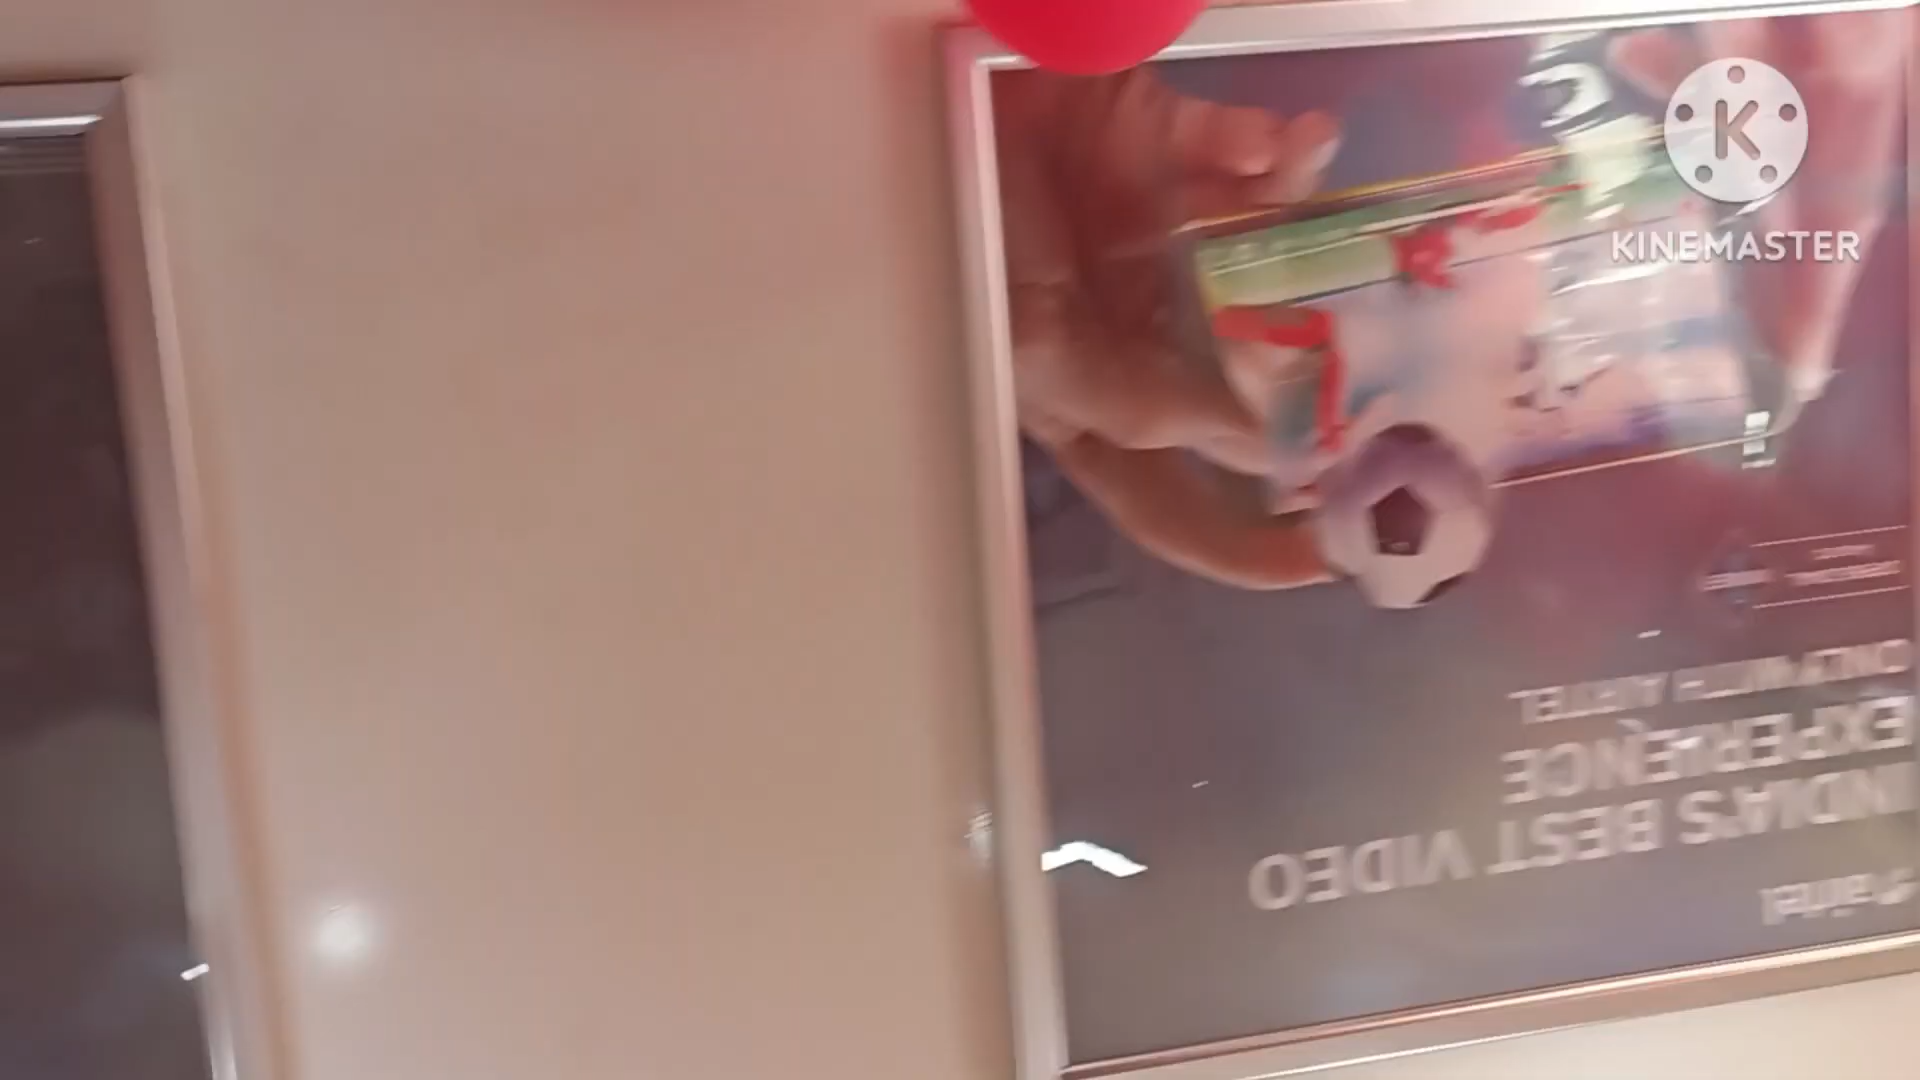 KINEMASTER
airtel
INDIA'S BEST VIDEO
EXPERIENCE
ONLY WITH AIRTEL